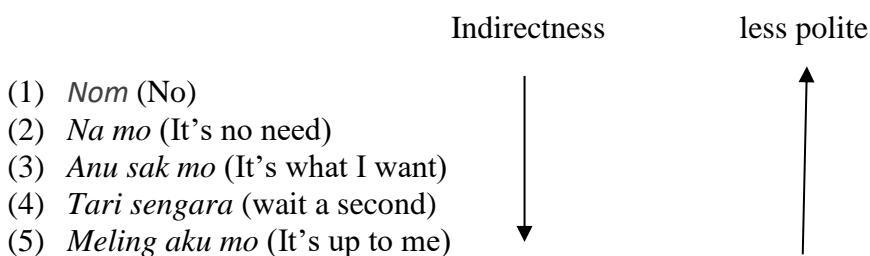 Indirectness less polite
(1) Nom (No)
(2) Na mo (It’s no need)
(3) Anu sak mo (It’s what I want)
(4) Tari sengara (wait a second)
(5) Meling aku mo (It’s up to me)